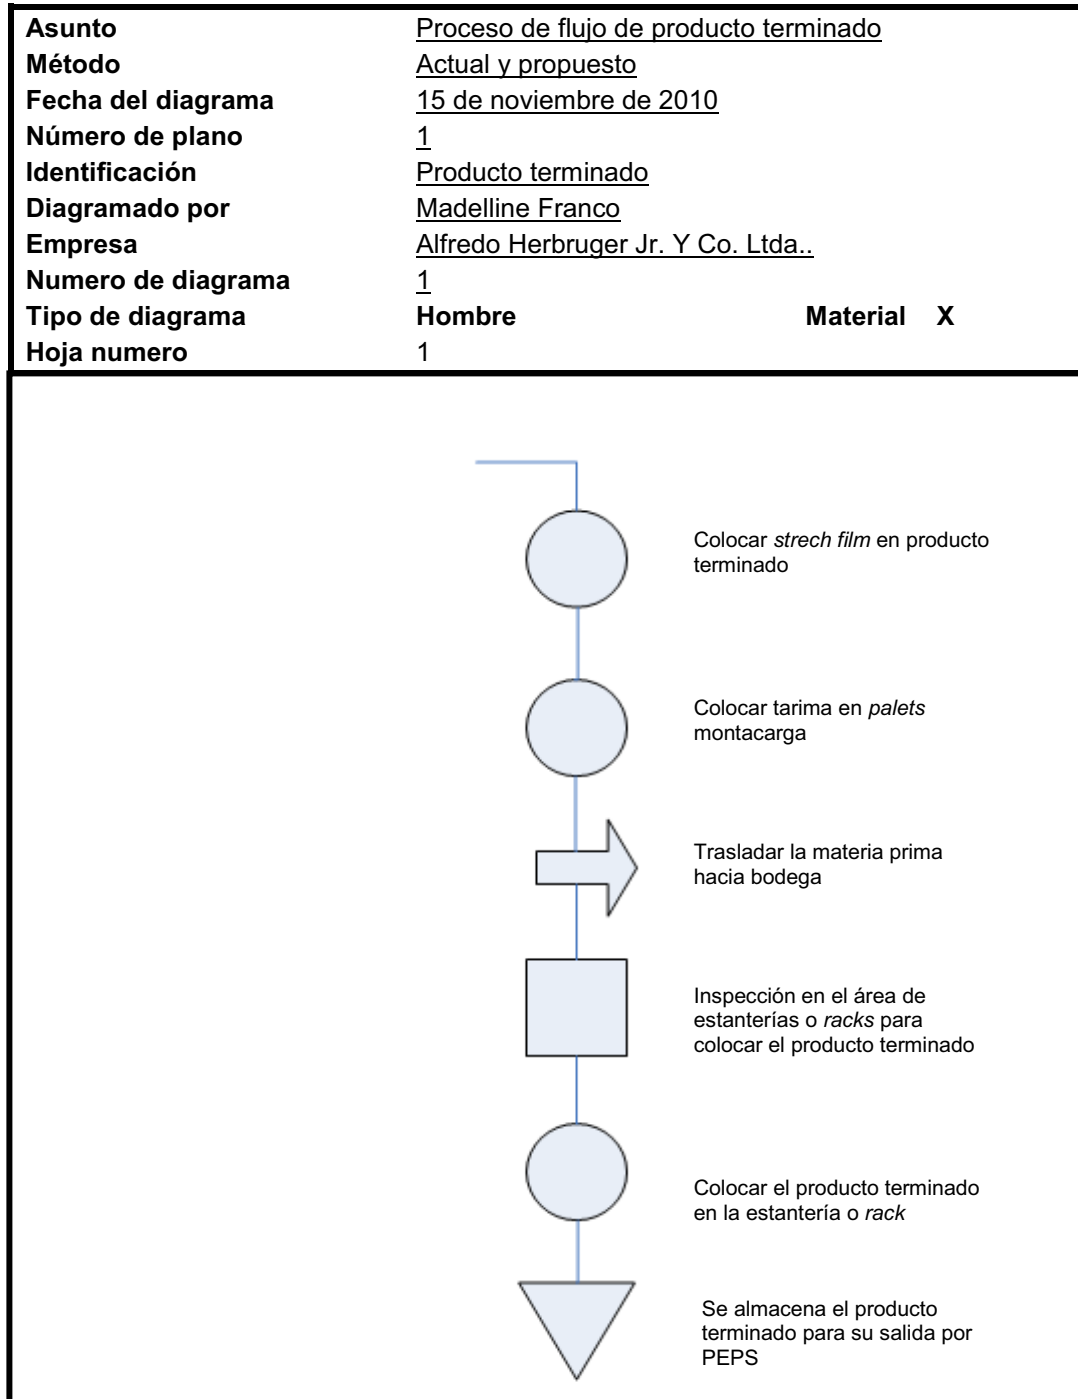 Asunto Proceso de flujo de producto terminado
Método Actual y propuesto
Fecha del diagrama 15 de noviembre de 2010
Número de plano 1
Identificación Producto terminado
Diagramado por Madelline Franco
Empresa Alfredo Herbruger Jr. Y Co. Ltda..
Numero de diagrama 1
Tipo de diagrama Hombre Material X
Hoja numero 1
Colocar strech film en producto
terminado
Colocar tarima en palets
montacarga
Trasladar la materia prima
hacia bodega
Inspección en el área de
estanterías o racks para
colocar el producto terminado
Colocar el producto terminado
en la estantería o rack
Se almacena el producto
terminado para su salida por
PEPS